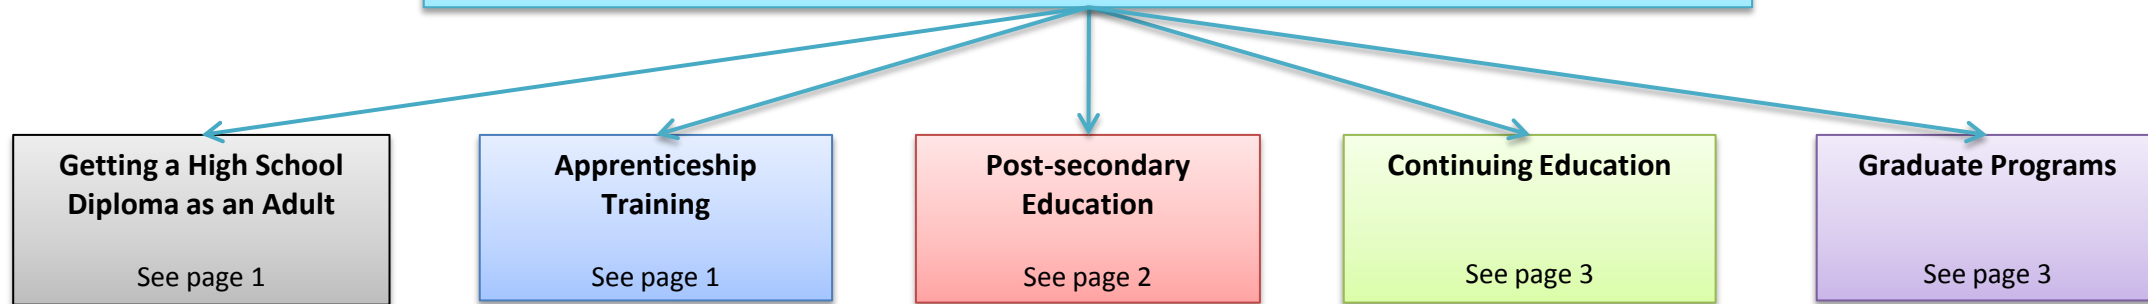 Getting a High School
Diploma as an Adult
See page 1
Apprenticeship
Training
See page 1
Post-secondary
Education
See page 2
Continuing Education
See page 3
Graduate Programs
See page 3